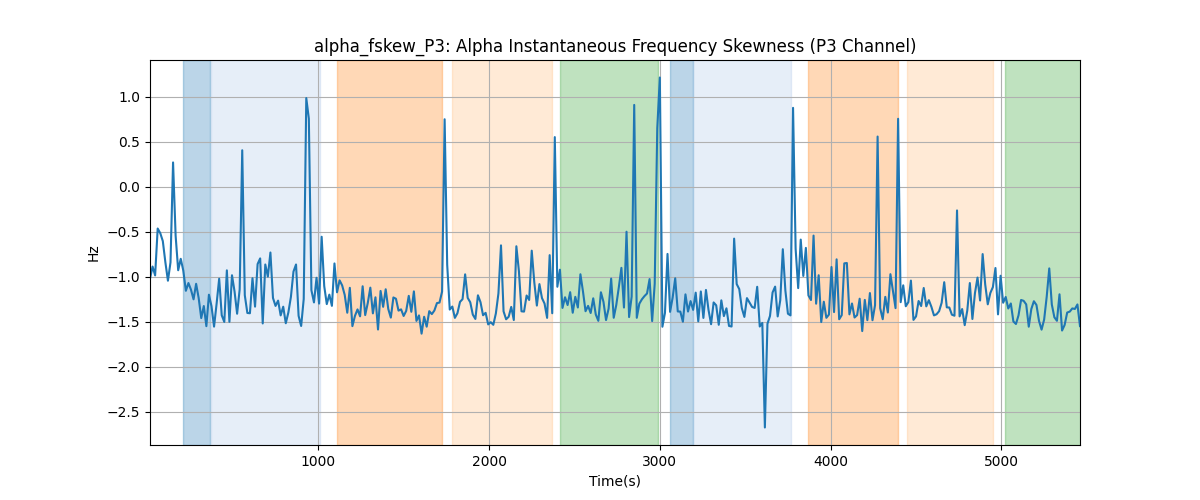 alpha_fskew_P3: Alpha Instantaneous Frequency Skewness (P3 Channel)
1.0
0.5
0.0
−0.5
−1.0
−1.5
−2.0
−2.5
Hz
1000 2000 3000 4000 5000
Time(s)